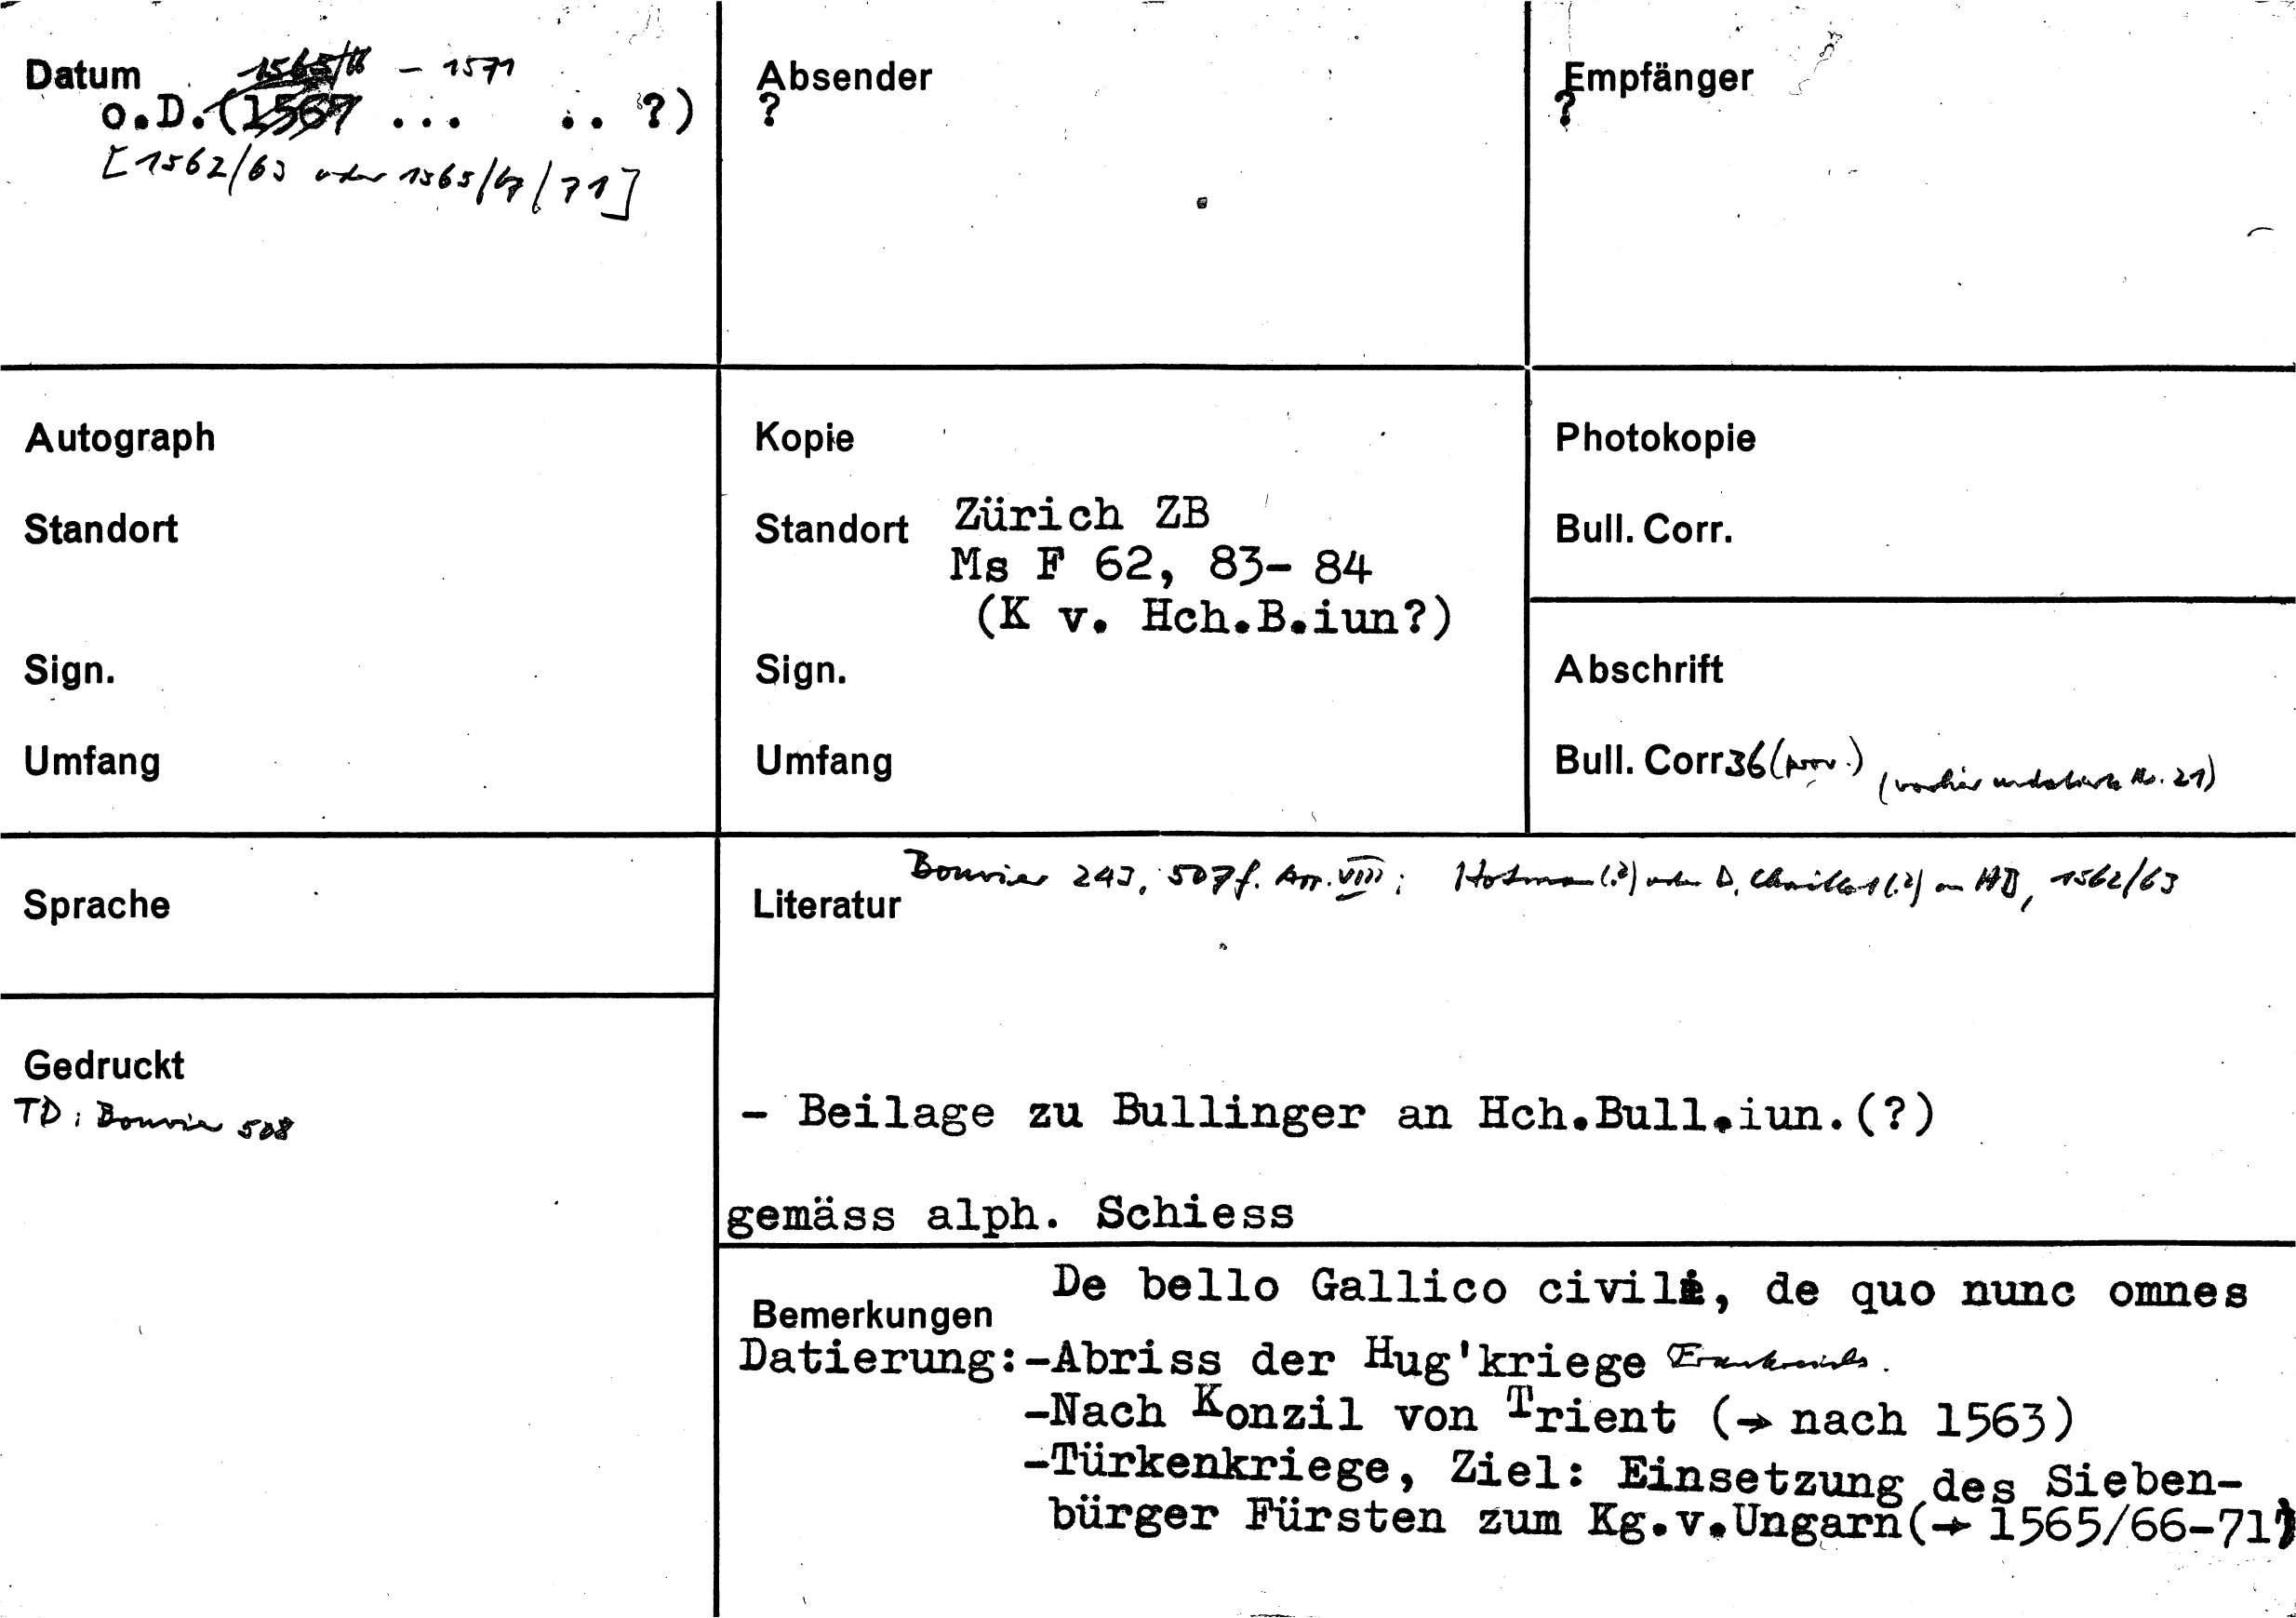 Datum
1565/66 – 1571
o.D. (1567 ... .. ?)
[1562/63 oder 1565/67/71]
Absender
?
Empfänger
?
Autograph
Standort
Sign.
Umfang
Kopie
Standort Zürich ZB
Ms F 62, 83- 84
(K v. Hch.B.iun?)
Sign.
Umfang
Photokopie
Bull. Corr.
Abschrift
Bull. Corr 36 (prov.) (vorher undatierte No. 21)
Sprache
Gedruckt
TD: Bouvier 508
Bouvier 243, 507f. App. VIII; Hotman (?) oder D. Chaillet (?) an HB, 1562/63
Literatur
- Beilage zu Bullinger an Hch.Bull.iun.(?)
gemäss alph. Schiess
De bello Gallico civili, de quo nunc omnes
Bemerkungen
Datierung:-Abriss der Hug'kriege Frankreichs.
-Nach Konzil von Trient (→ nach 1563)
-Türkenkriege, Ziel: Einsetzung des Sieben-
bürger Fürsten zum Kg.v.Ungarn(→ 1565/66-71)